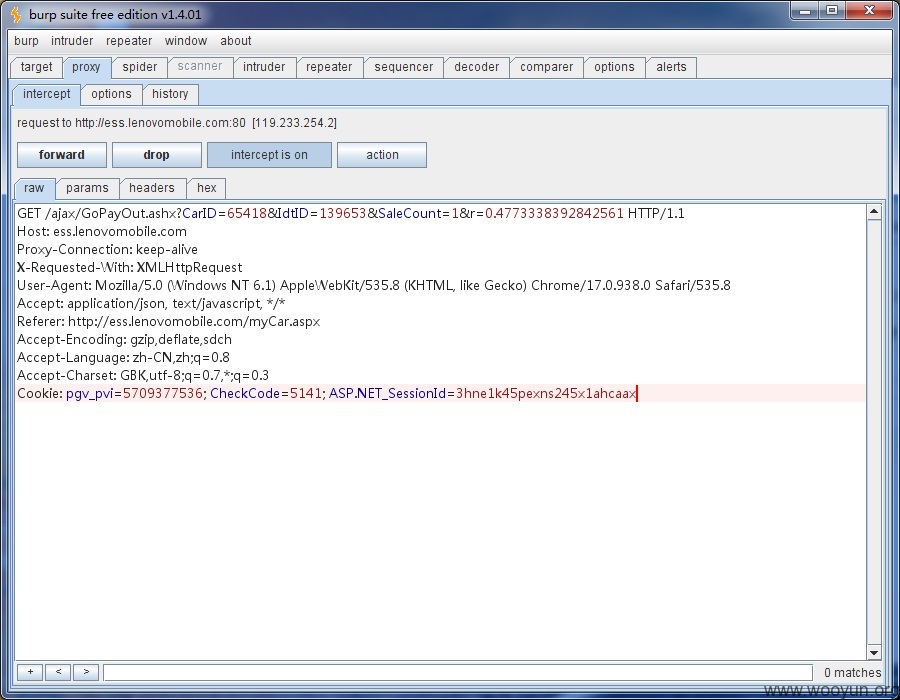 burp suite free edition v1.4.01
burp intruder repeater window about
target proxy spider scanner intruder repeater sequencer decoder comparer options alerts
intercept options history
request to http://ess.lenovomobile.com:80 [119.233.254.2]
forward drop intercept is on action
raw params headers hex
GET /ajax/GoPayOut.ashx?CarID=65418&IdtID=139653&SaleCount=1&r=0.4773338392842561 HTTP/1.1
Host: ess.lenovomobile.com
Proxy-Connection: keep-alive
X-Requested-With: XMLHttpRequest
User-Agent: Mozilla/5.0 (Windows NT 6.1) AppleWebKit/535.8 (KHTML, like Gecko) Chrome/17.0.938.0 Safari/535.8
Accept: application/json, text/javascript, */*
Referer: http://ess.lenovomobile.com/myCar.aspx
Accept-Encoding: gzip,deflate,sdch
Accept-Language: zh-CN,zh;q=0.8
Accept-Charset: GBK,utf-8;q=0.7,*;q=0.3
Cookie: pgv_pvi=5709377536; CheckCode=5141; ASP.NET_SessionId=3hne1k45pexns245x1ahcaax
+ < > 0 matches
www.wooyun.org